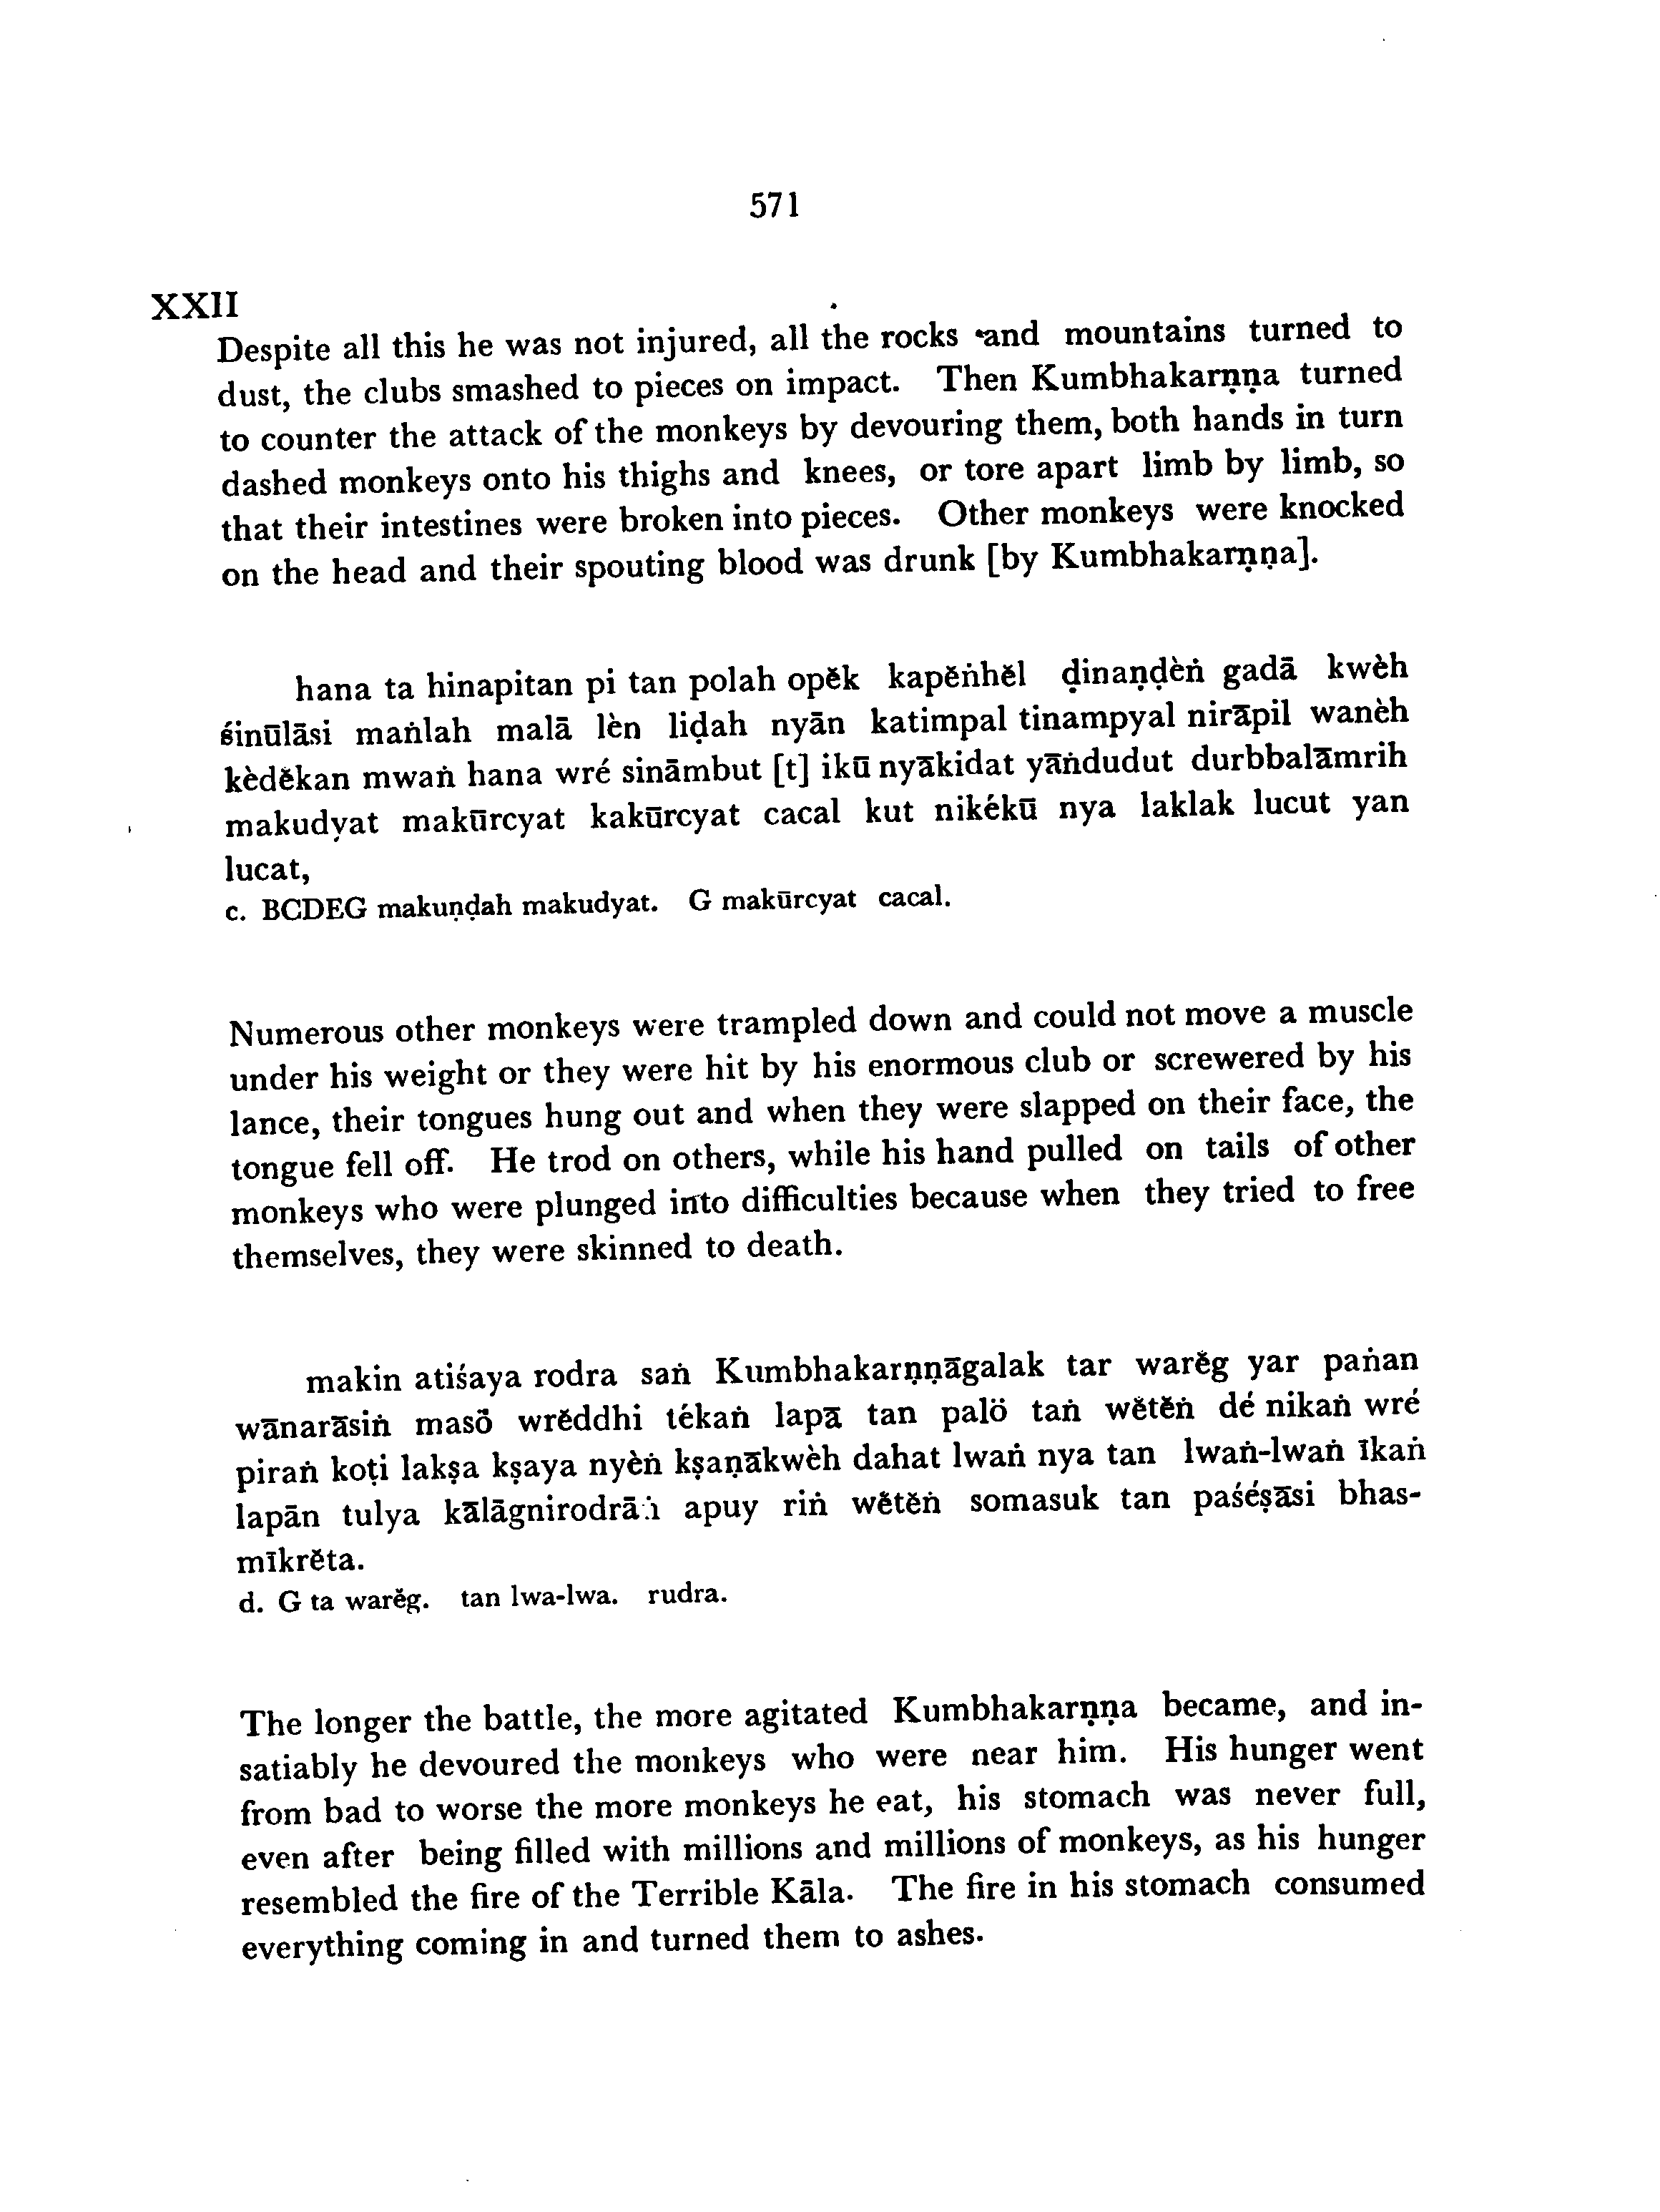 571
XXII
Despite all this he was not injured, all the rocks and mountains turned to
dust, the clubs smashed to pieces on impact. Then Kumbhakarṇṇa turned
to counter the attack of the monkeys by devouring them, both hands in turn
dashed monkeys onto his thighs and knees, or tore apart limb by limb, so
that their intestines were broken into pieces. Other monkeys were knocked
on the head and their spouting blood was drunk [by Kumbhakarṇṇa].
hana ta hinapitan pi tan polah opĕk kapĕṅhĕl ḍinaṇḍèṅ gadā kwèh
śinūlāsi maṅlah malā lèn liḍah nyān katimpal tinampyal nirāpil wanèh
kèdĕkan mwaṅ hana wré sināmbut [t] ikū nyākidat yāṅdudut durbbalāmrih
makudyat makūrcyat kakūrcyat cacal kut nikékū nya laklak lucut yan
lucat,
c. BCDEG makuṇḍah makudyat. G makūrcyat cacal.
Numerous other monkeys were trampled down and could not move a muscle
under his weight or they were hit by his enormous club or screwered by his
lance, their tongues hung out and when they were slapped on their face, the
tongue fell off. He trod on others, while his hand pulled on tails of other
monkeys who were plunged into difficulties because when they tried to free
themselves, they were skinned to death.
makin atiśaya rodra saṅ Kumbhakarṇṇāgalak tar warĕg yar paṅan
wānarāsiṅ masö wrĕddhi tékaṅ lapā tan palö taṅ wĕtĕṅ dé nikaṅ wré
piraṅ koṭi lakṣa kṣaya nyèṅ kṣaṇākwèh dahat lwaṅ nya tan lwaṅ-lwaṅ īkaṅ
lapān tulya kālāgnirodrāṅ apuy riṅ wĕtĕṅ somasuk tan paśéṣāsi bhas-
mīkrĕta.
d. G ta warĕg. tan lwa-lwa. rudra.
The longer the battle, the more agitated Kumbhakarṇṇa became, and in-
satiably he devoured the monkeys who were near him. His hunger went
from bad to worse the more monkeys he eat, his stomach was never full,
even after being filled with millions and millions of monkeys, as his hunger
resembled the fire of the Terrible Kāla. The fire in his stomach consumed
everything coming in and turned them to ashes.